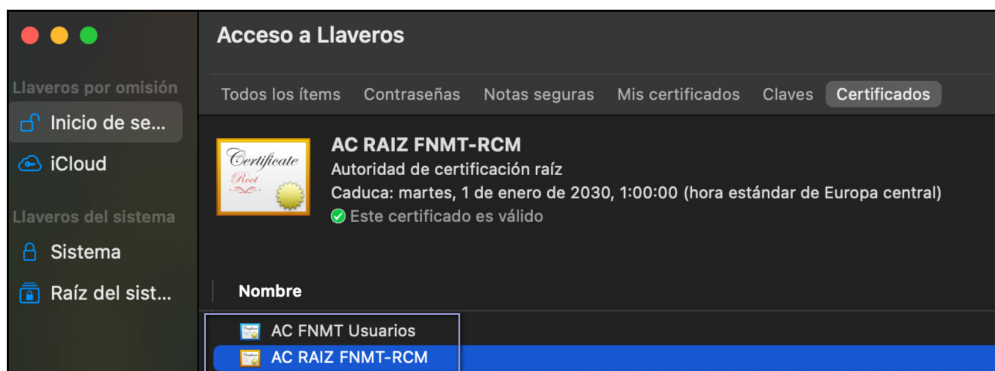 Acceso a Llaveros
Llaveros por omisión
Inicio de se...
iCloud
Llaveros del sistema
Sistema
Raíz del sist...
Todos los ítems Contraseñas Notas seguras Mis certificados Claves Certificados
Certificate
Root
AC RAIZ FNMT-RCM
Autoridad de certificación raíz
Caduca: martes, 1 de enero de 2030, 1:00:00 (hora estándar de Europa central)
Este certificado es válido
Nombre
AC FNMT Usuarios
AC RAIZ FNMT-RCM